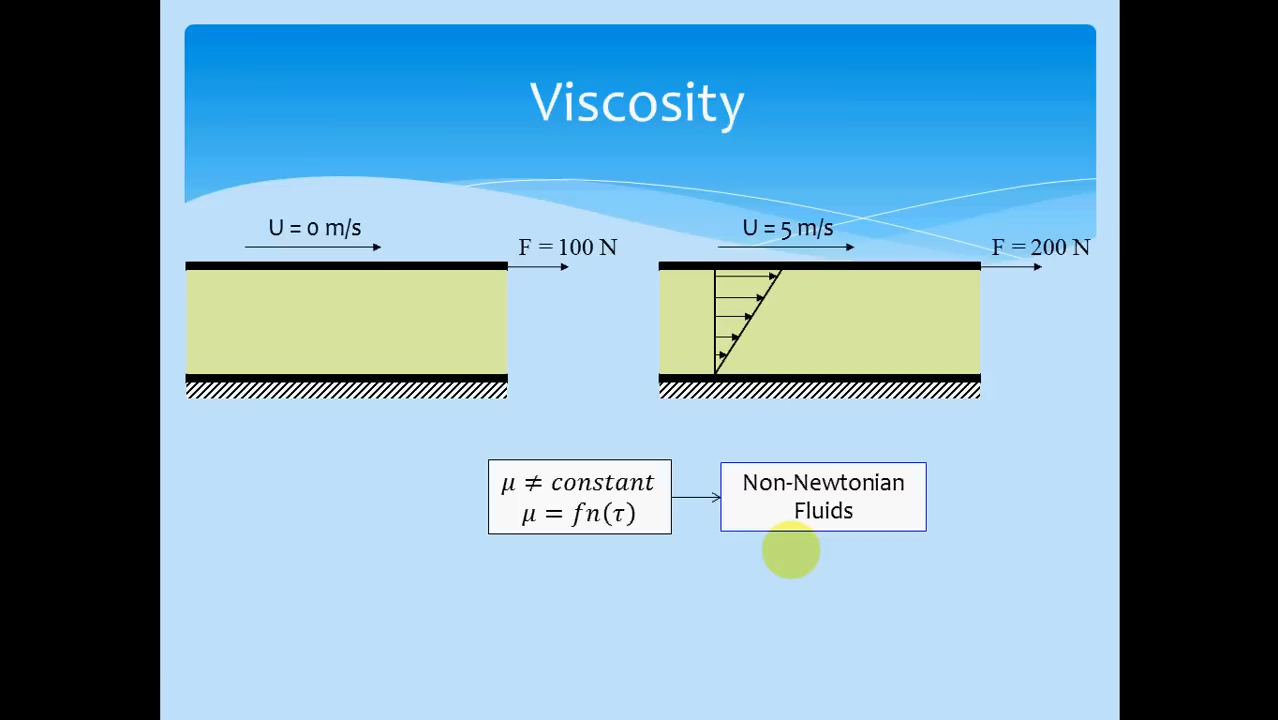 Viscosity
U = 0 m/s
F = 100 N
U = 5 m/s
F = 200 N
μ ≠ constant
μ = fn(τ)
Non-Newtonian
Fluids